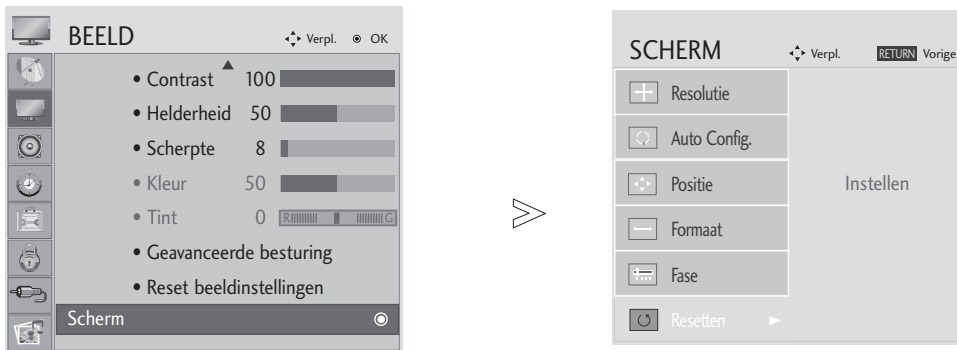 BEELD Verpl. OK
• Contrast 100
• Helderheid 50
• Scherpte 8
• Kleur 50
• Tint 0 R G
• Geavanceerde besturing
• Reset beeldinstellingen
Scherm
SCHERM Verpl. RETURN Vorige
Resolutie
Auto Config.
Positie
Formaat
Fase
Resetten
Instellen